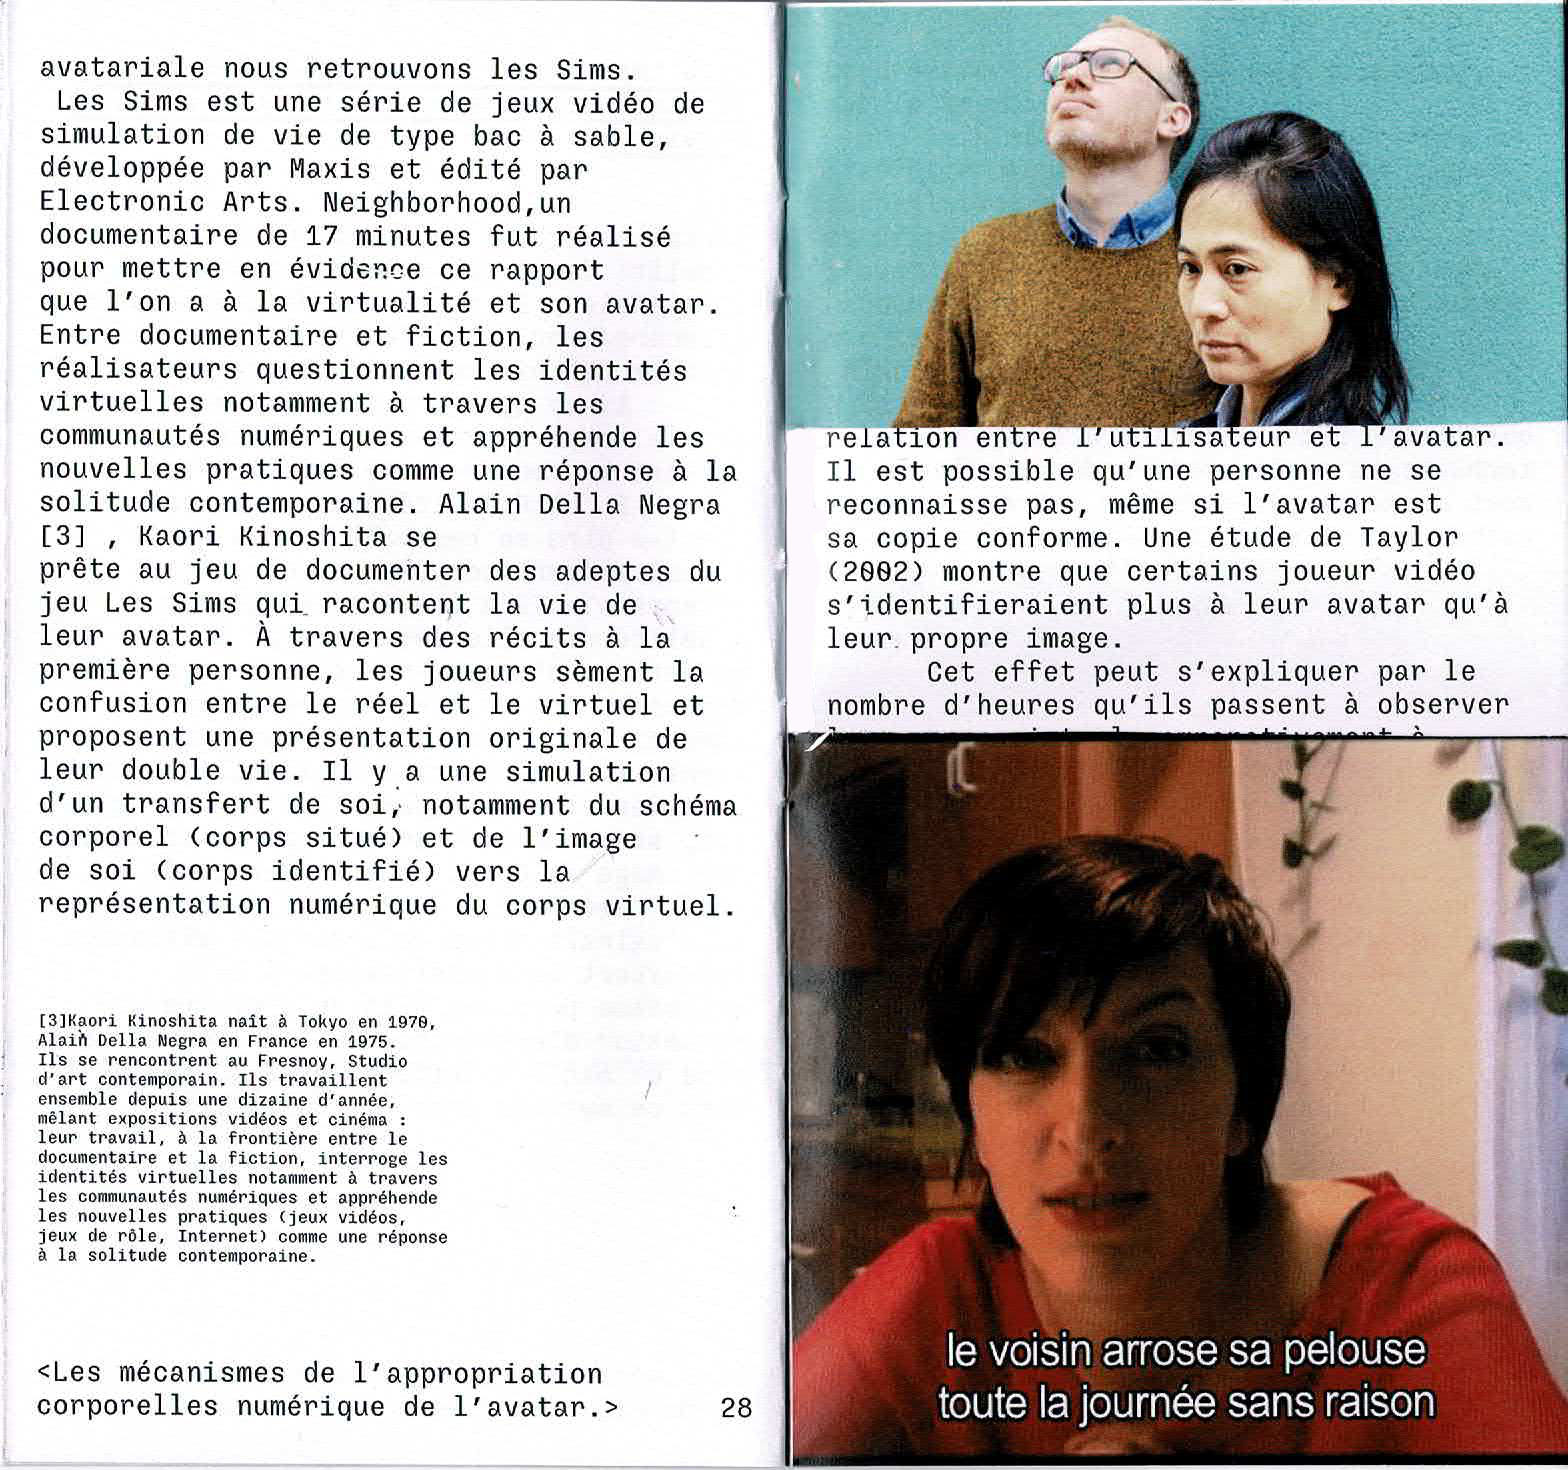 avatariale nous retrouvons les Sims.
Les Sims est une série de jeux vidéo de
simulation de vie de type bac à sable,
développée par Maxis et édité par
Electronic Arts. Neighborhood,un
documentaire de 17 minutes fut réalisé
pour mettre en évidence ce rapport
que l'on a à la virtualité et son avatar.
Entre documentaire et fiction, les
réalisateurs questionnent les identités
virtuelles notamment à travers les
communautés numériques et appréhende les
nouvelles pratiques comme une réponse à la
solitude contemporaine. Alain Della Negra
[3] , Kaori Kinoshita se
prête au jeu de documenter des adeptes du
jeu Les Sims qui racontent la vie de
leur avatar. À travers des récits à la
première personne, les joueurs sèment la
confusion entre le réel et le virtuel et
proposent une présentation originale de
leur double vie. Il y a une simulation
d'un transfert de soi, notamment du schéma
corporel (corps situé) et de l'image
de soi (corps identifié) vers la
représentation numérique du corps virtuel.
[3]Kaori Kinoshita naît à Tokyo en 1970,
Alain Della Negra en France en 1975.
Ils se rencontrent au Fresnoy, Studio
d'art contemporain. Ils travaillent
ensemble depuis une dizaine d'année,
mêlant expositions vidéos et cinéma :
leur travail, à la frontière entre le
documentaire et la fiction, interroge les
identités virtuelles notamment à travers
les communautés numériques et appréhende
les nouvelles pratiques (jeux vidéos,
jeux de rôle, Internet) comme une réponse
à la solitude contemporaine.
<Les mécanismes de l'appropriation
corporelles numérique de l'avatar.> 28
relation entre l'utilisateur et l'avatar.
Il est possible qu'une personne ne se
reconnaisse pas, même si l'avatar est
sa copie conforme. Une étude de Taylor
(2002) montre que certains joueur vidéo
s'identifieraient plus à leur avatar qu'à
leur propre image.
Cet effet peut s'expliquer par le
nombre d'heures qu'ils passent à observer
le voisin arrose sa pelouse
toute la journée sans raison